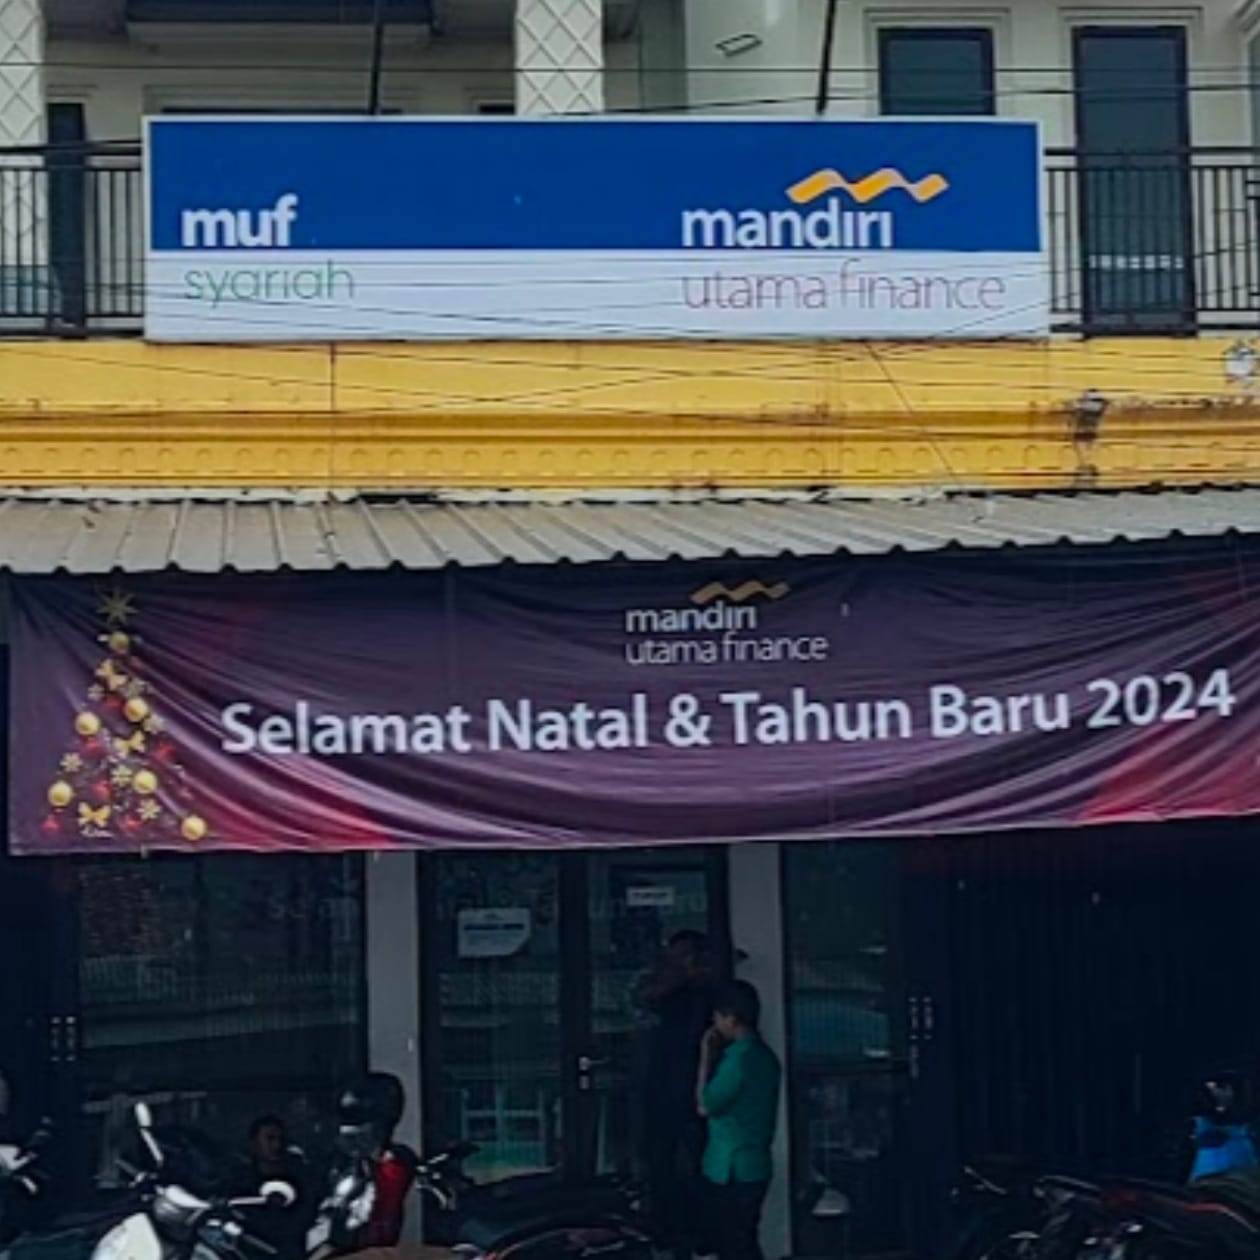 muf
syariah
mandiri
utama finance
mandiri
utama finance
Selamat Natal & Tahun Baru 2024